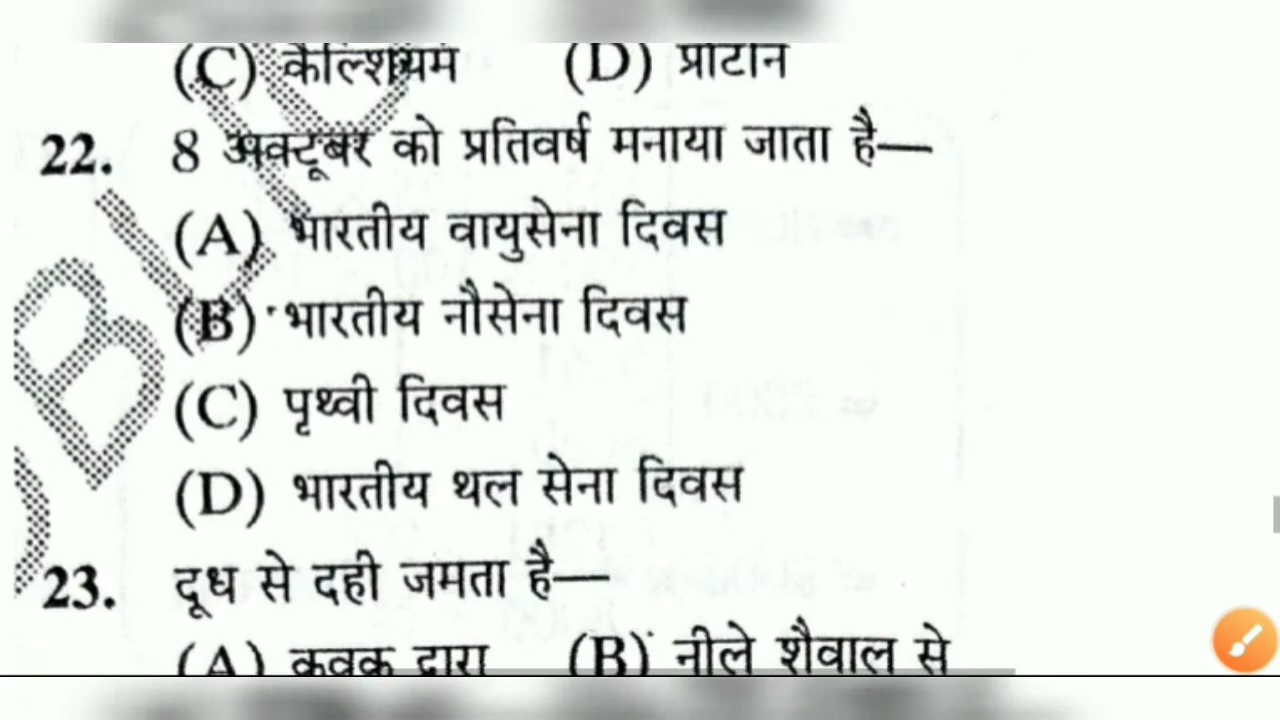 (C) कैल्शियम (D) प्रोटीन
22. 8 अक्टूबर को प्रतिवर्ष मनाया जाता है—
(A) भारतीय वायुसेना दिवस
(B) भारतीय नौसेना दिवस
(C) पृथ्वी दिवस
(D) भारतीय थल सेना दिवस
23. दूध से दही जमता है—
(A) कवक द्वारा (B) नीले शैवाल से